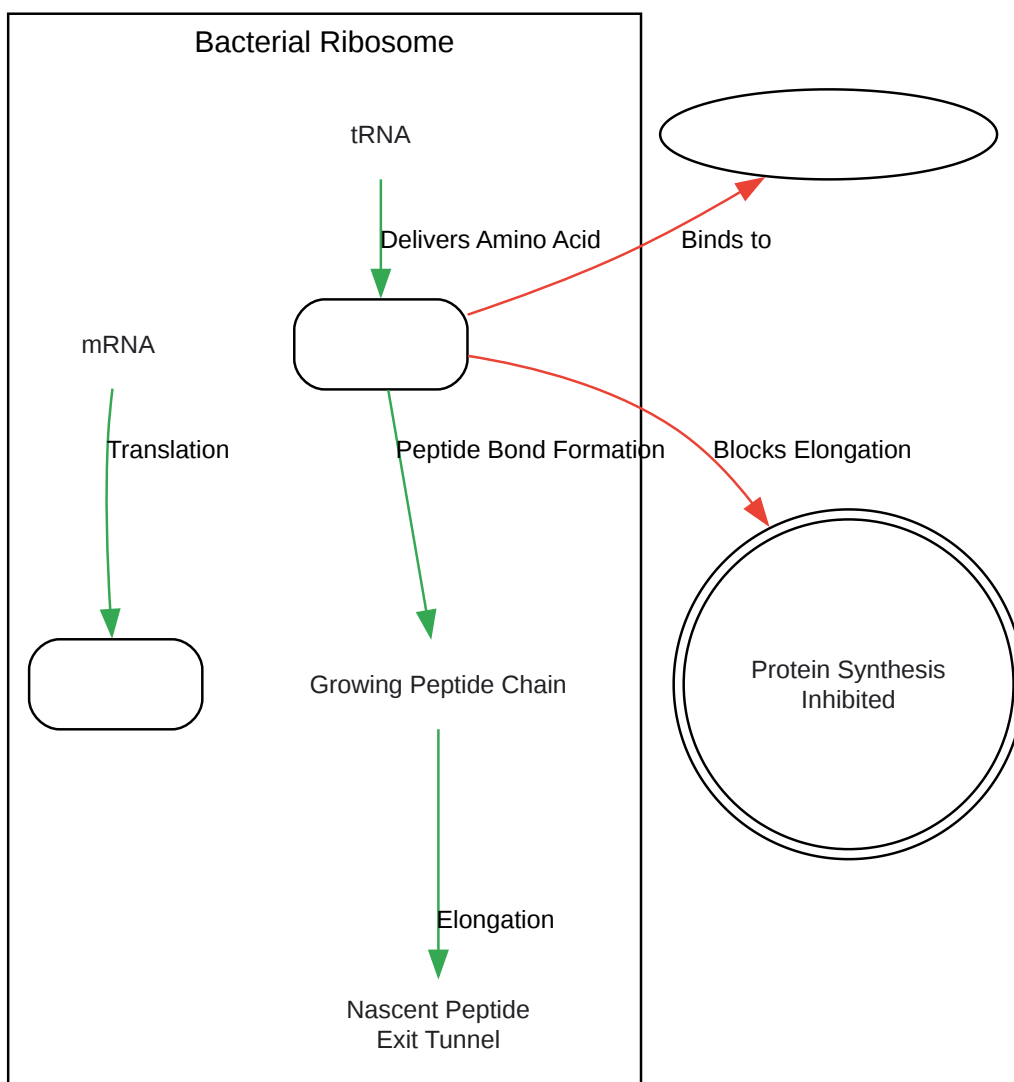 Bacterial Ribosome
tRNA
Delivers Amino Acid
Binds to
mRNA
Translation
Peptide Bond Formation
Blocks Elongation
Growing Peptide Chain
Protein Synthesis
Inhibited
Elongation
Nascent Peptide
Exit Tunnel